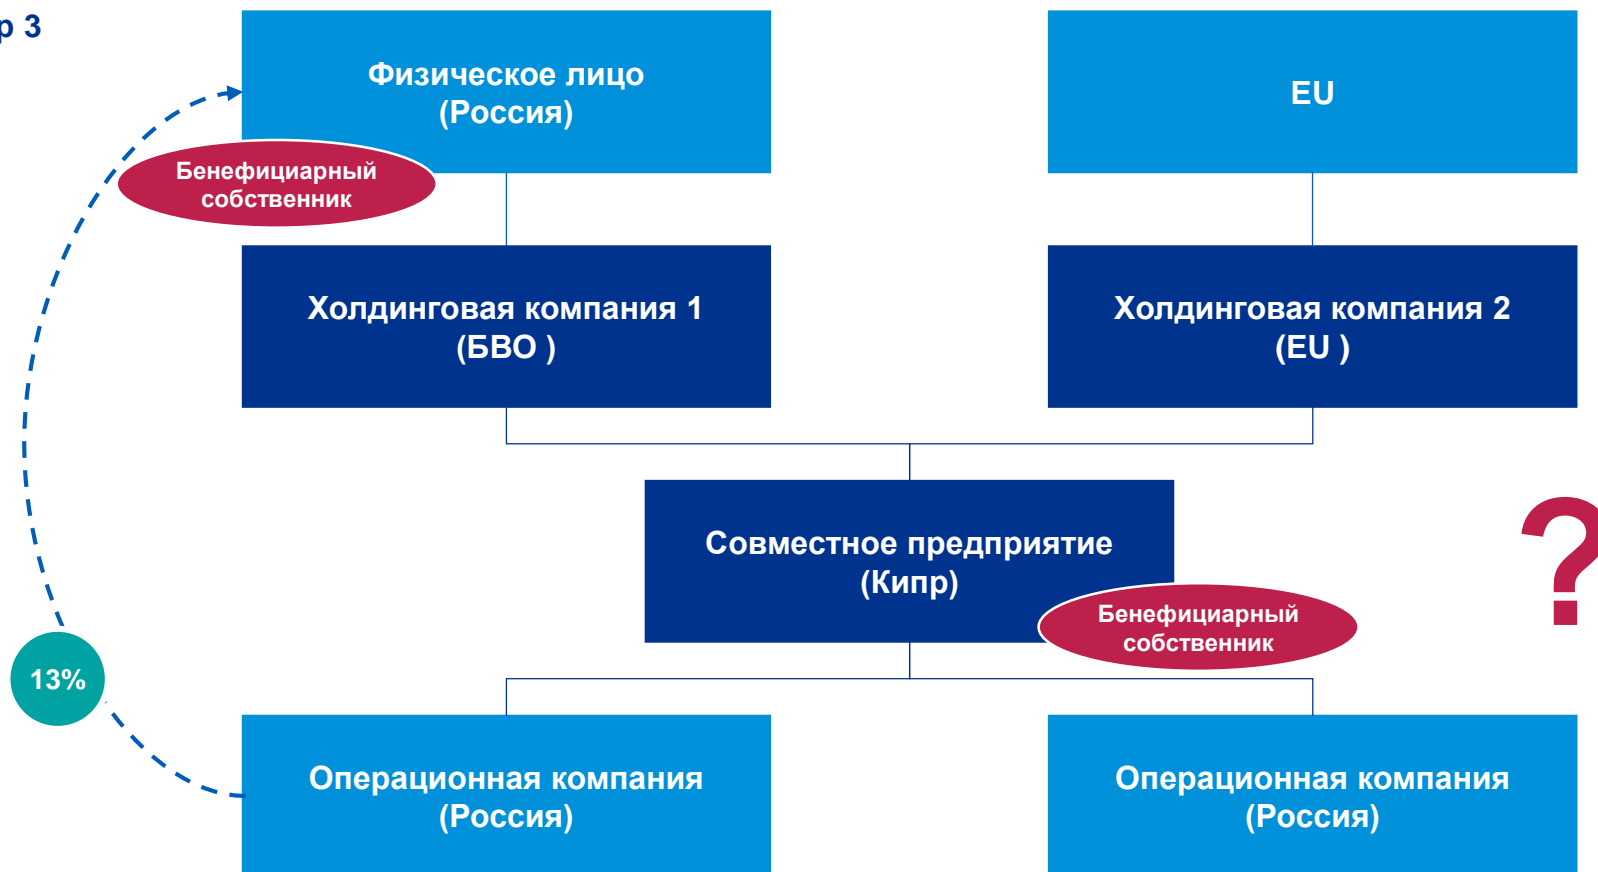 р 3
Физическое лицо
(Россия)
EU
Бенефициарный
собственник
Холдинговая компания 1
(БВО )
Холдинговая компания 2
(EU )
Совместное предприятие
(Кипр)
?
Бенефициарный
собственник
13%
Операционная компания
(Россия)
Операционная компания
(Россия)